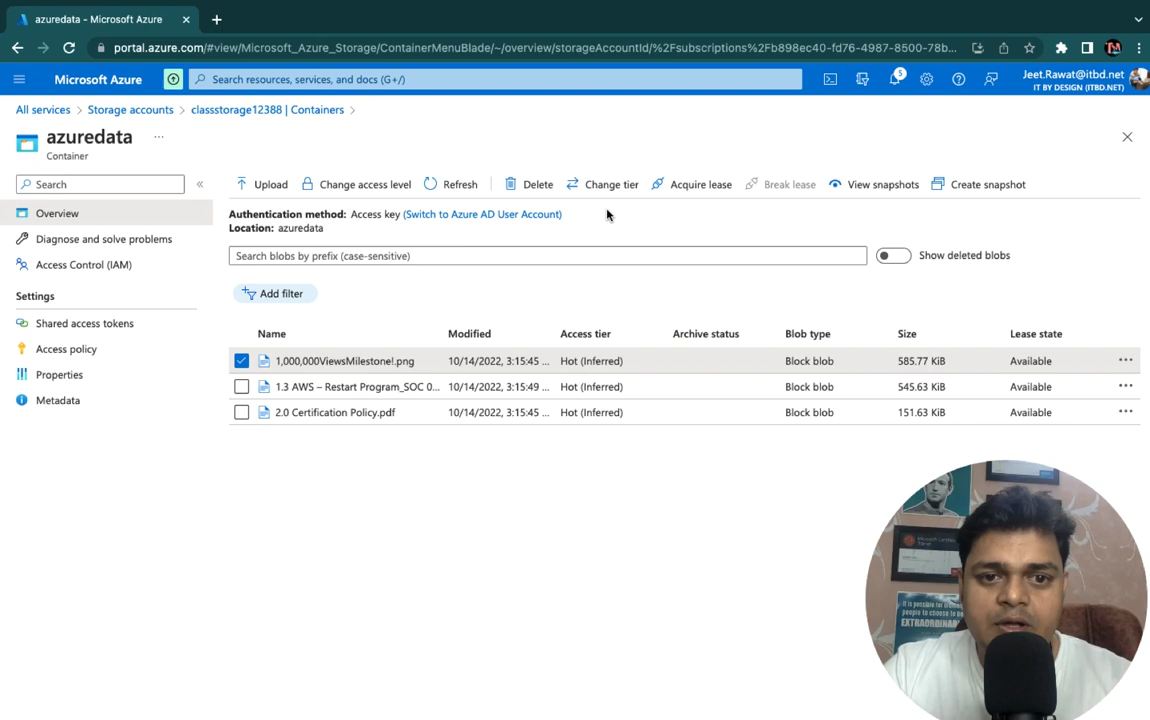 azuredata - Microsoft Azure
portal.azure.com/#view/Microsoft_Azure_Storage/ContainerMenuBlade/~/overview/storageAccountId/%2Fsubscriptions%2Fb898ec40-fd76-4987-8500-78b...
Microsoft Azure
Search resources, services, and docs (G+/)
5
Jeet.Rawat@itbd.net
IT BY DESIGN (ITBD.NET)
All services > Storage accounts > classstorage12388 | Containers >
azuredata ...
Container
Search
«
Upload Change access level Refresh Delete Change tier Acquire lease Break lease View snapshots Create snapshot
Overview
Diagnose and solve problems
Access Control (IAM)
Settings
Shared access tokens
Access policy
Properties
Metadata
Authentication method: Access key (Switch to Azure AD User Account)
Location: azuredata
Search blobs by prefix (case-sensitive)
Show deleted blobs
Add filter
Name Modified Access tier Archive status Blob type Size Lease state
1,000,000ViewsMilestone!.png 10/14/2022, 3:15:45 ... Hot (Inferred) Block blob 585.77 KiB Available ...
1.3 AWS – Restart Program_SOC 0... 10/14/2022, 3:15:49 ... Hot (Inferred) Block blob 545.63 KiB Available ...
2.0 Certification Policy.pdf 10/14/2022, 3:15:45 ... Hot (Inferred) Block blob 151.63 KiB Available ...
EXTRAORDINAR